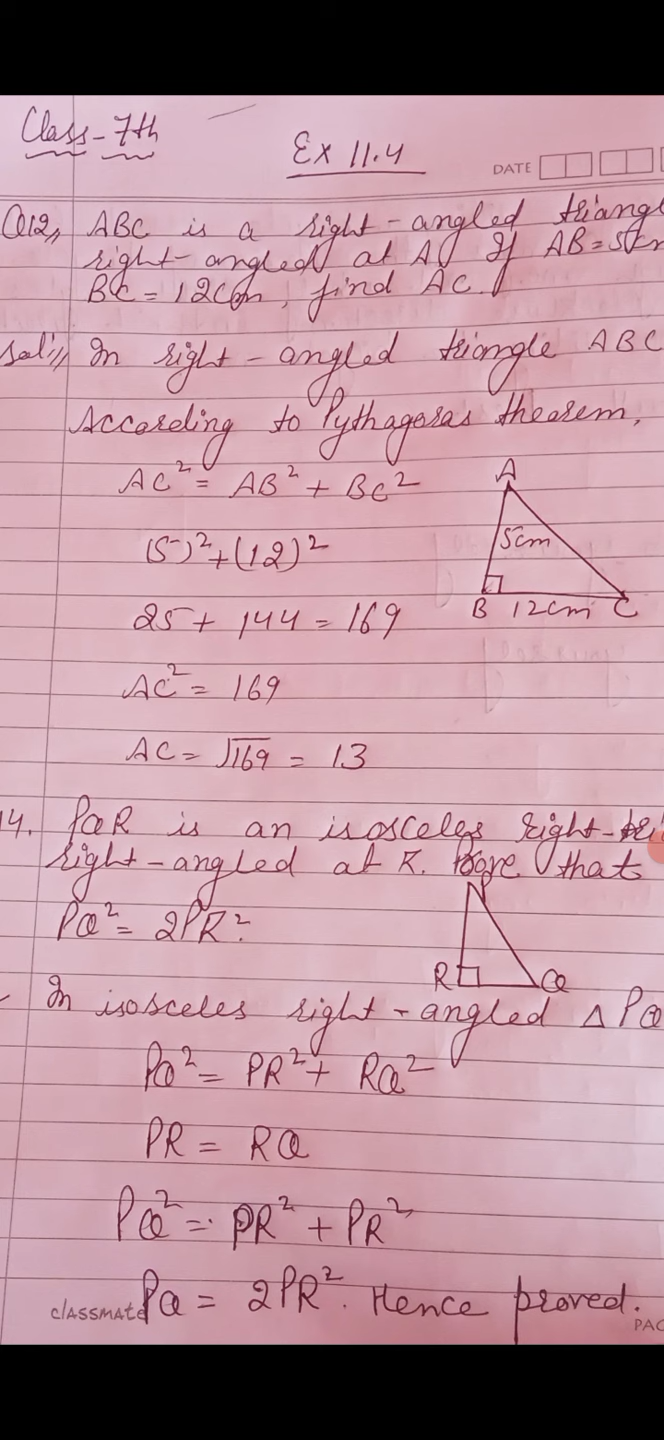 Class-7th
Ex 11.4
DATE
Q12, ABC is a right-angled triangl
right-angled at A If AB=5cm
BC = 12cm, find AC.
Sol:, In right-angled triangle ABC
According to Pythagoras theorem,
AC² = AB² + BC²
(5)²+(12)²
25+ 144 = 169
AC² = 169
AC = √169 = 13
A
5cm
B 12cm C
14. PQR is an isosceles right-tri
right-angled at R. Prove that
PQ² = 2PR².
R Q
In isosceles right-angled △ PQ
PQ² = PR² + RQ²
PR = RQ
PQ² = PR² + PR²
PQ = 2PR². Hence proved.
classmate
PAG